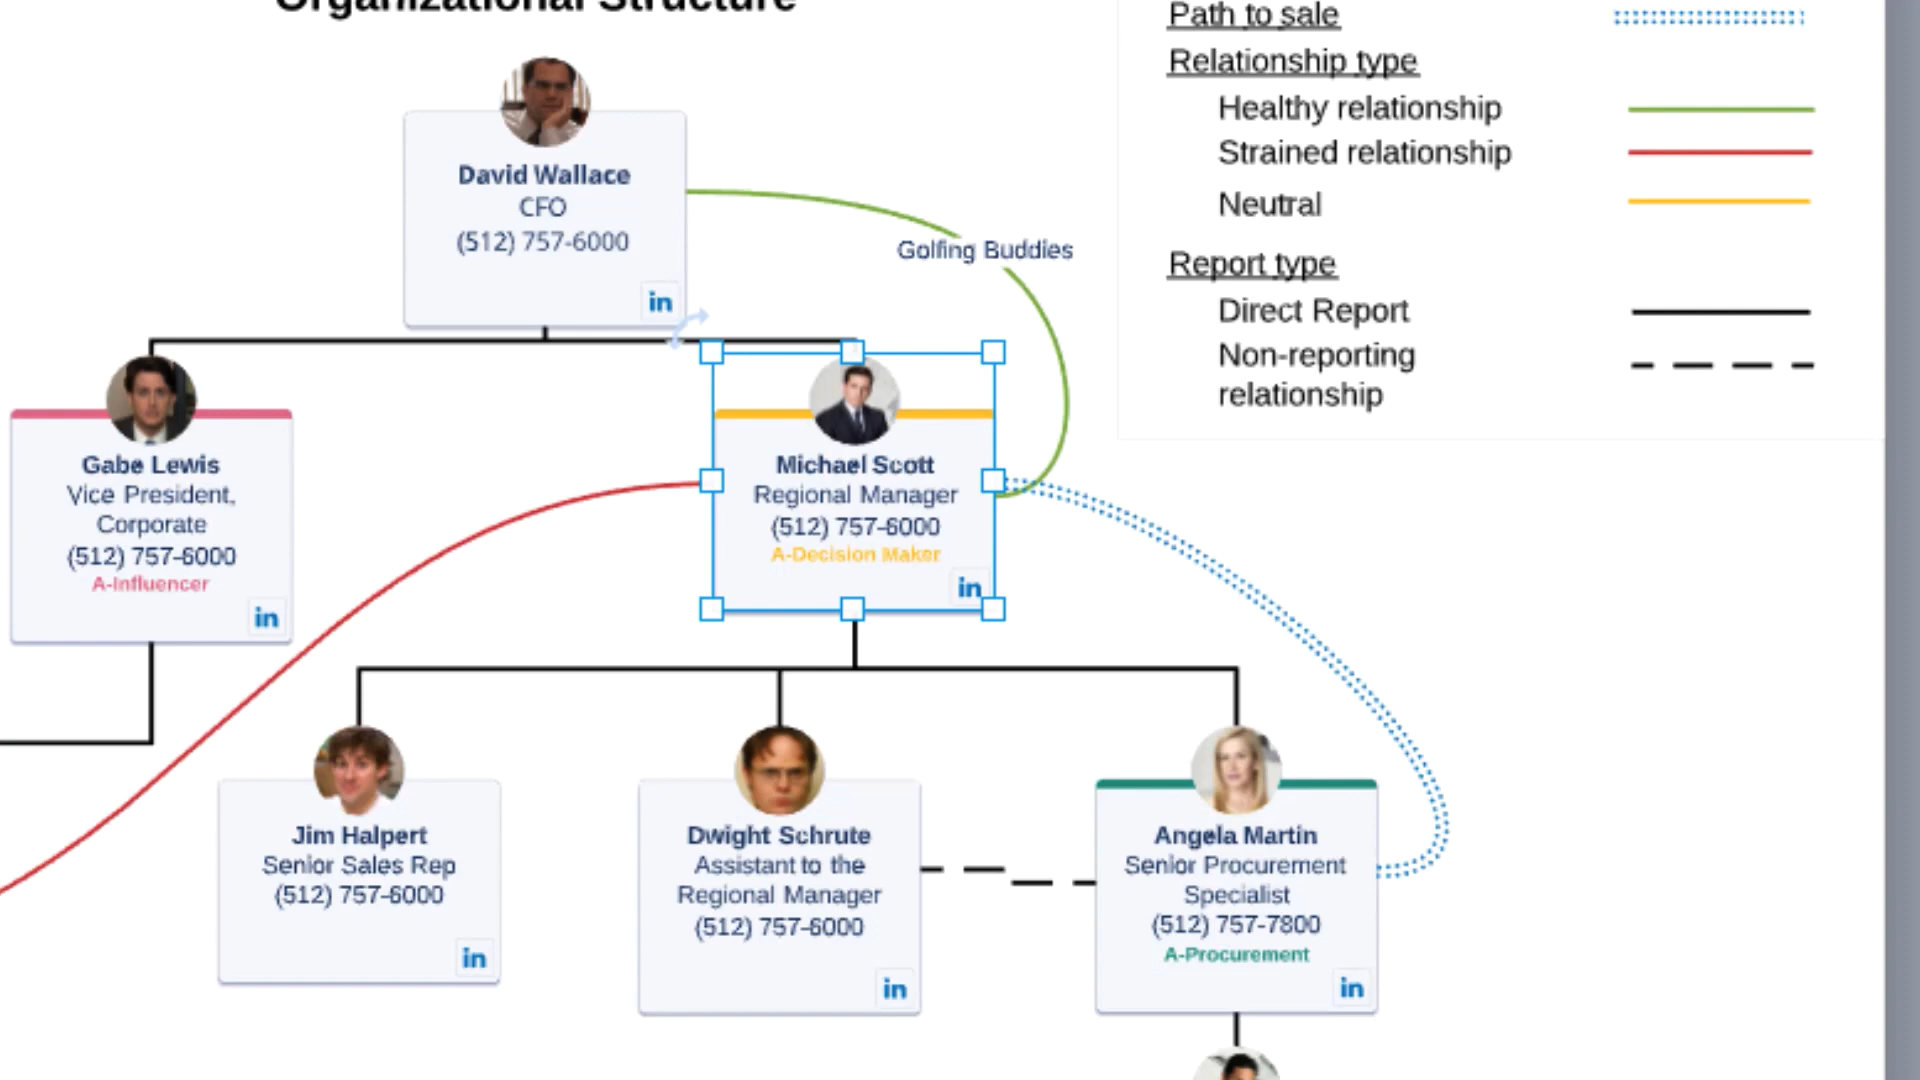 Organizational Structure
David Wallace
CFO
(512) 757-6000
in
Golfing Buddies
Gabe Lewis
Vice President,
Corporate
(512) 757-6000
A-Influencer
in
Michael Scott
Regional Manager
(512) 757-6000
A-Decision Maker
in
Jim Halpert
Senior Sales Rep
(512) 757-6000
in
Dwight Schrute
Assistant to the
Regional Manager
(512) 757-6000
in
Angela Martin
Senior Procurement
Specialist
(512) 757-7800
A-Procurement
in
Path to sale
Relationship type
Healthy relationship
Strained relationship
Neutral
Report type
Direct Report
Non-reporting
relationship